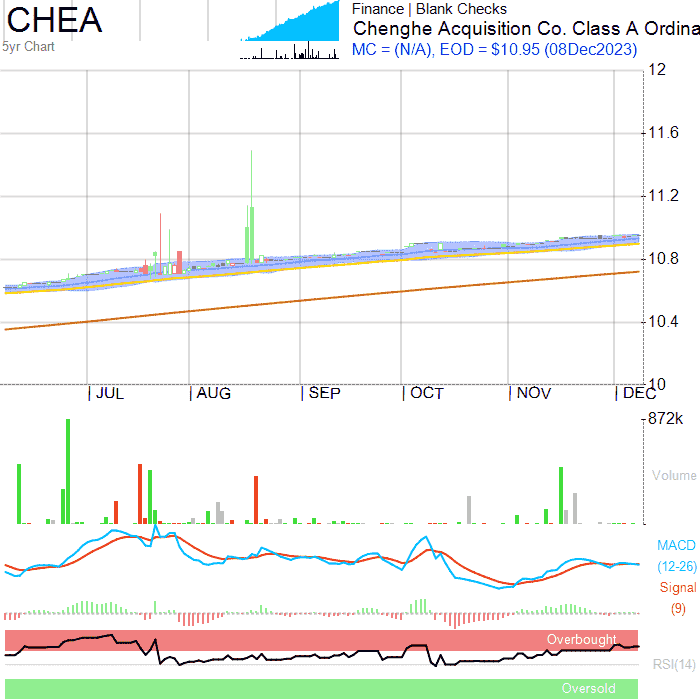 CHEA
5yr Chart
Finance | Blank Checks
Chenghe Acquisition Co. Class A Ordina
MC = (N/A), EOD = $10.95 (08Dec2023)
12
11.6
11.2
10.8
10.4
10
JUL AUG SEP OCT NOV DEC
872k
Volume
MACD
(12-26)
Signal
(9)
Overbought
RSI(14)
Oversold